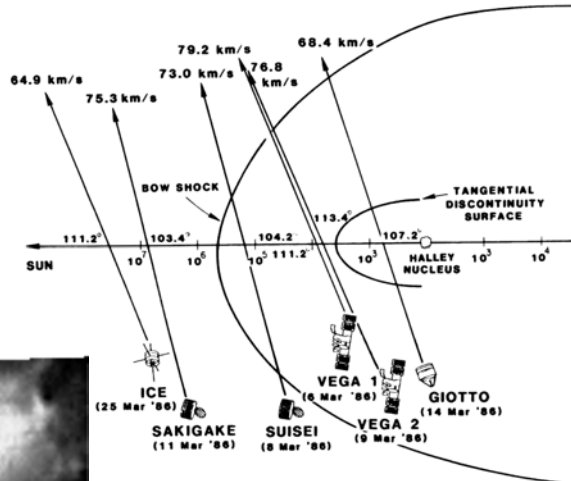 79.2 km/s
68.4 km/s
76.8
km/s
73.0 km/s
64.9 km/s
75.3 km/s
BOW SHOCK
TANGENTIAL
DISCONTINUITY
SURFACE
113.4°
111.2° 10⁷ 103.4° 10⁶ 104.2° 10⁵ 111.2° 10³ 107.2° 10³ 10⁴
SUN
HALLEY
NUCLEUS
ICE
(25 Mar '86)
SAKIGAKE
(11 Mar '86)
SUISEI
(8 Mar '86)
VEGA 1
(6 Mar '86)
VEGA 2
(9 Mar '86)
GIOTTO
(14 Mar '86)